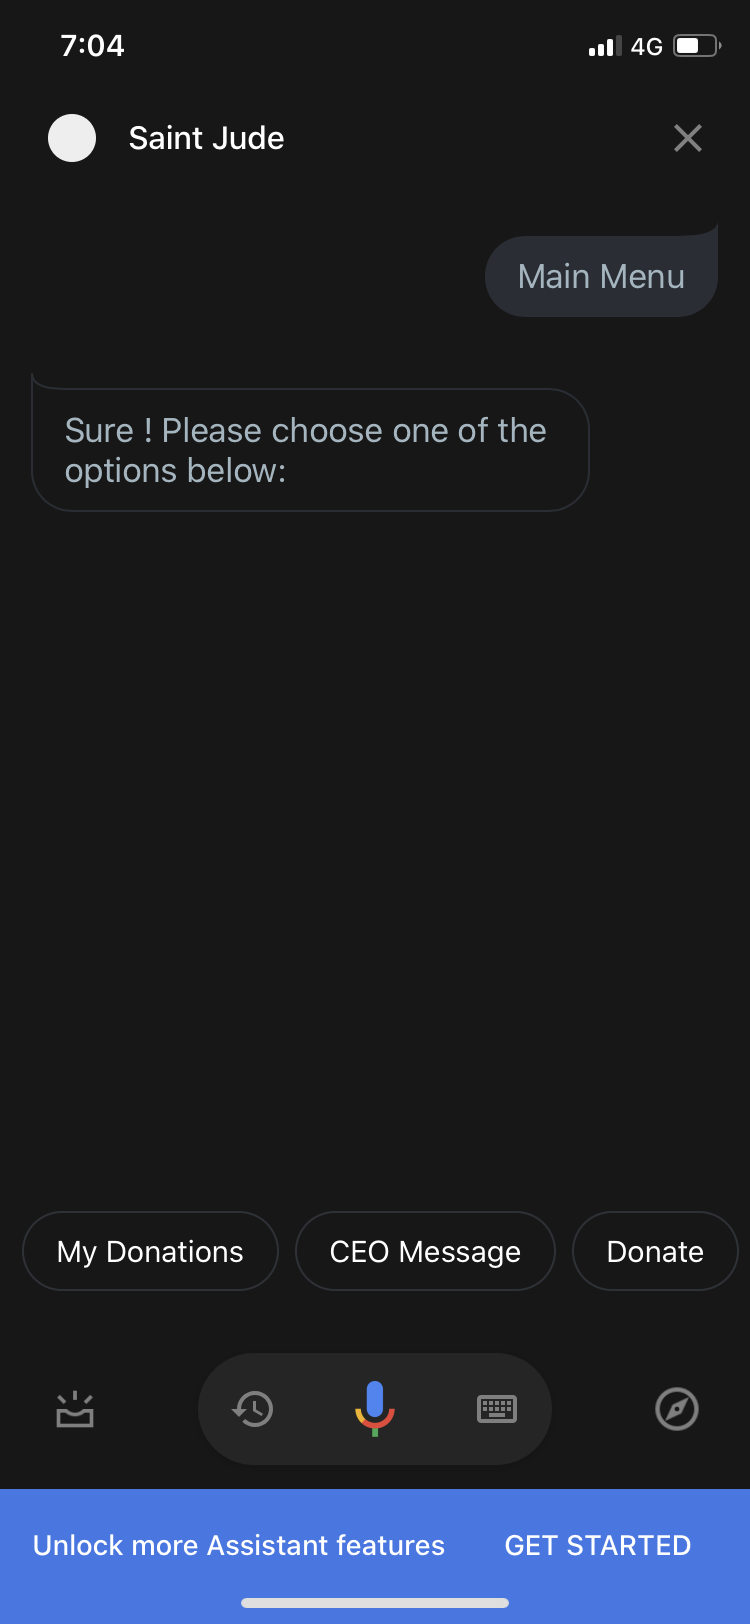 7:04
4G
Saint Jude
Main Menu
Sure ! Please choose one of the
options below:
My Donations
CEO Message
Donate
Unlock more Assistant features
GET STARTED